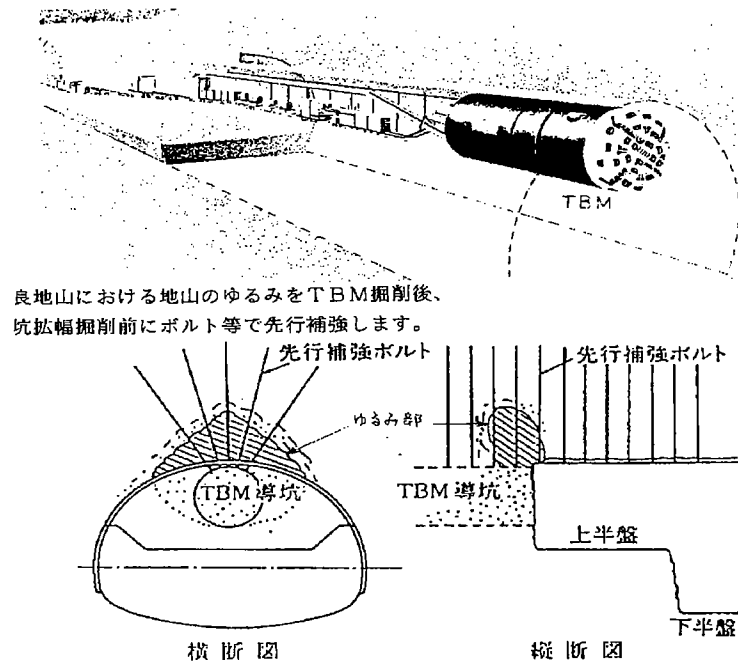 TBM
良地山における地山のゆるみをTBM掘削後、
坑拡幅掘削前にボルト等で先行補強します。
先行補強ボルト
先行補強ボルト
ゆるみ部
TBM導坑
TBM導坑
上半盤
下半盤
横断図
縦断図